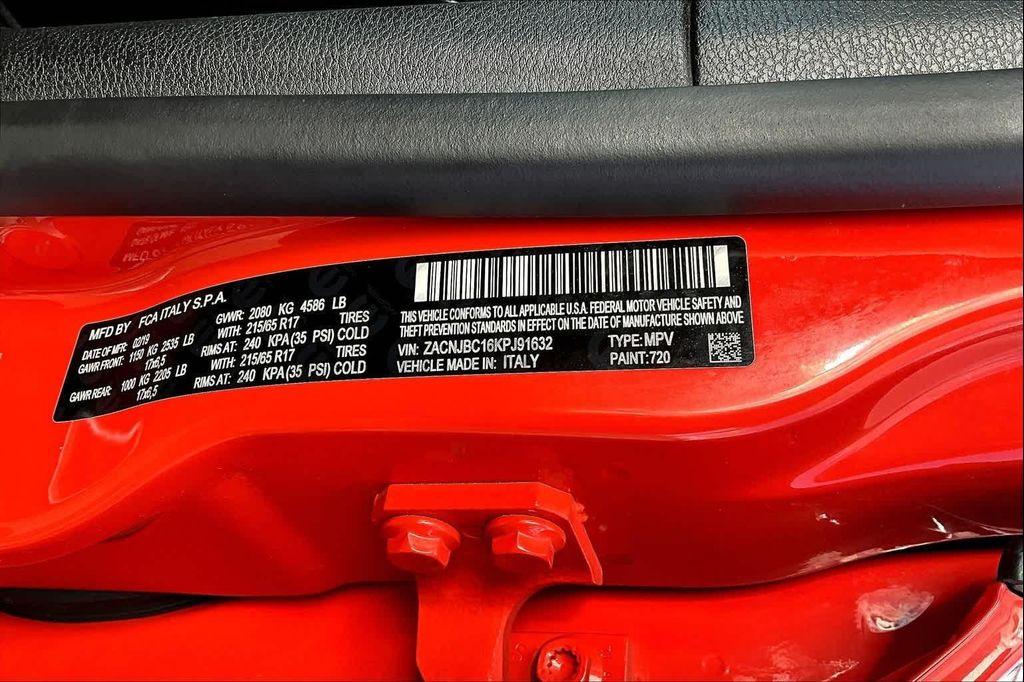 MFD BY FCA ITALY S.P.A.
DATE OF MFR: 02/19 GVWR: 2080 KG 4586 LB
GAWR FRONT: 1150 KG 2535 LB WITH: 215/65 R17 TIRES
17x6,5 RIMS AT: 240 KPA(35 PSI) COLD
GAWR REAR: 1000 KG 2205 LB WITH: 215/65 R17 TIRES
17x6,5 RIMS AT: 240 KPA(35 PSI) COLD
THIS VEHICLE CONFORMS TO ALL APPLICABLE U.S.A. FEDERAL MOTOR VEHICLE SAFETY AND
THEFT PREVENTION STANDARDS IN EFFECT ON THE DATE OF MANUFACTURE SHOWN ABOVE
VIN: ZACNJBC16KPJ91632 TYPE: MPV
VEHICLE MADE IN: ITALY PAINT: 720